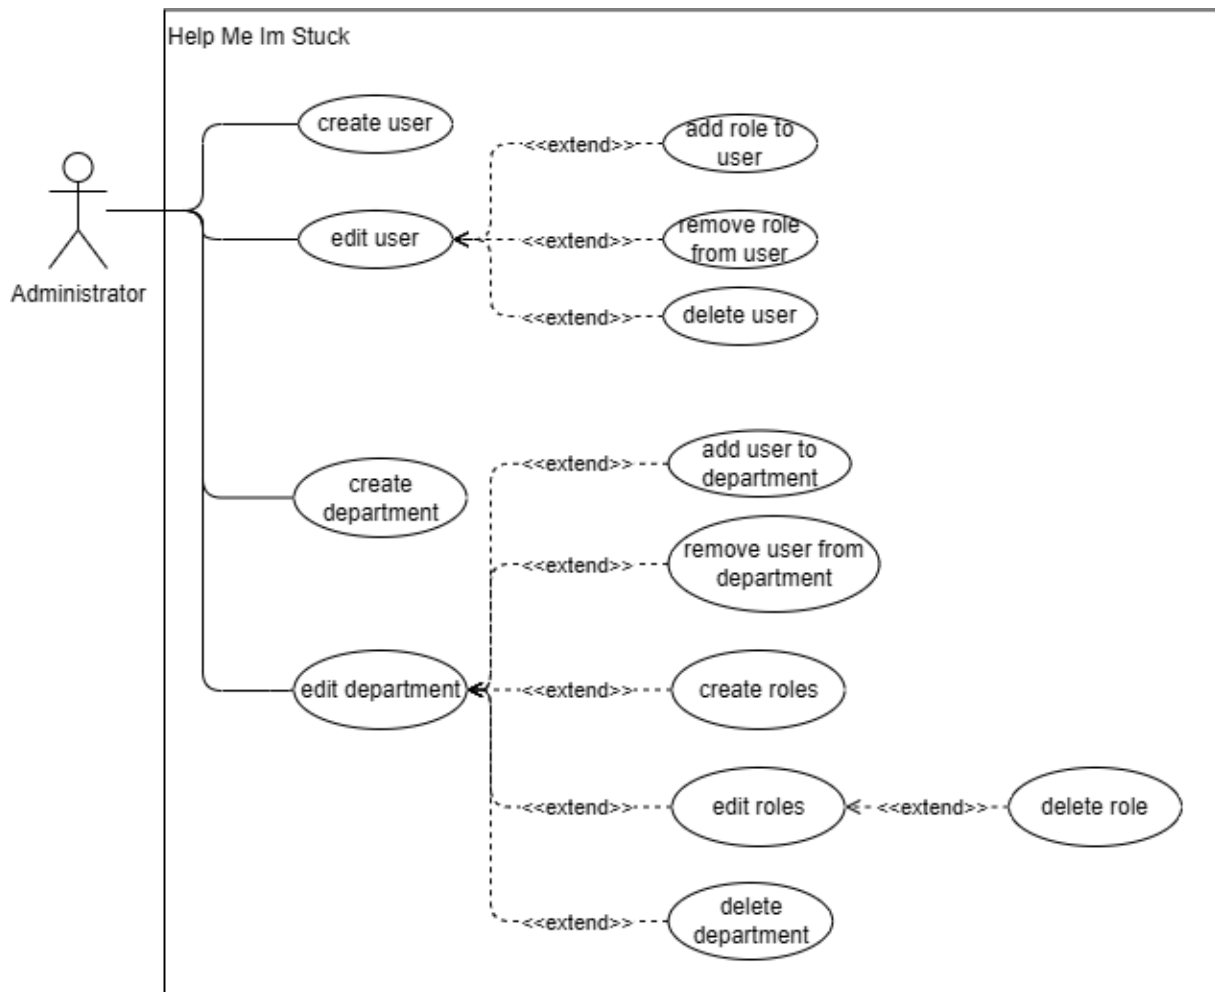 Help Me Im Stuck
Administrator
create user
edit user
<<extend>>
add role to
user
<<extend>>
remove role
from user
<<extend>>
delete user
create
department
edit department
<<extend>>
add user to
department
<<extend>>
remove user from
department
<<extend>>
create roles
<<extend>>
edit roles
<<extend>>
delete role
<<extend>>
delete
department